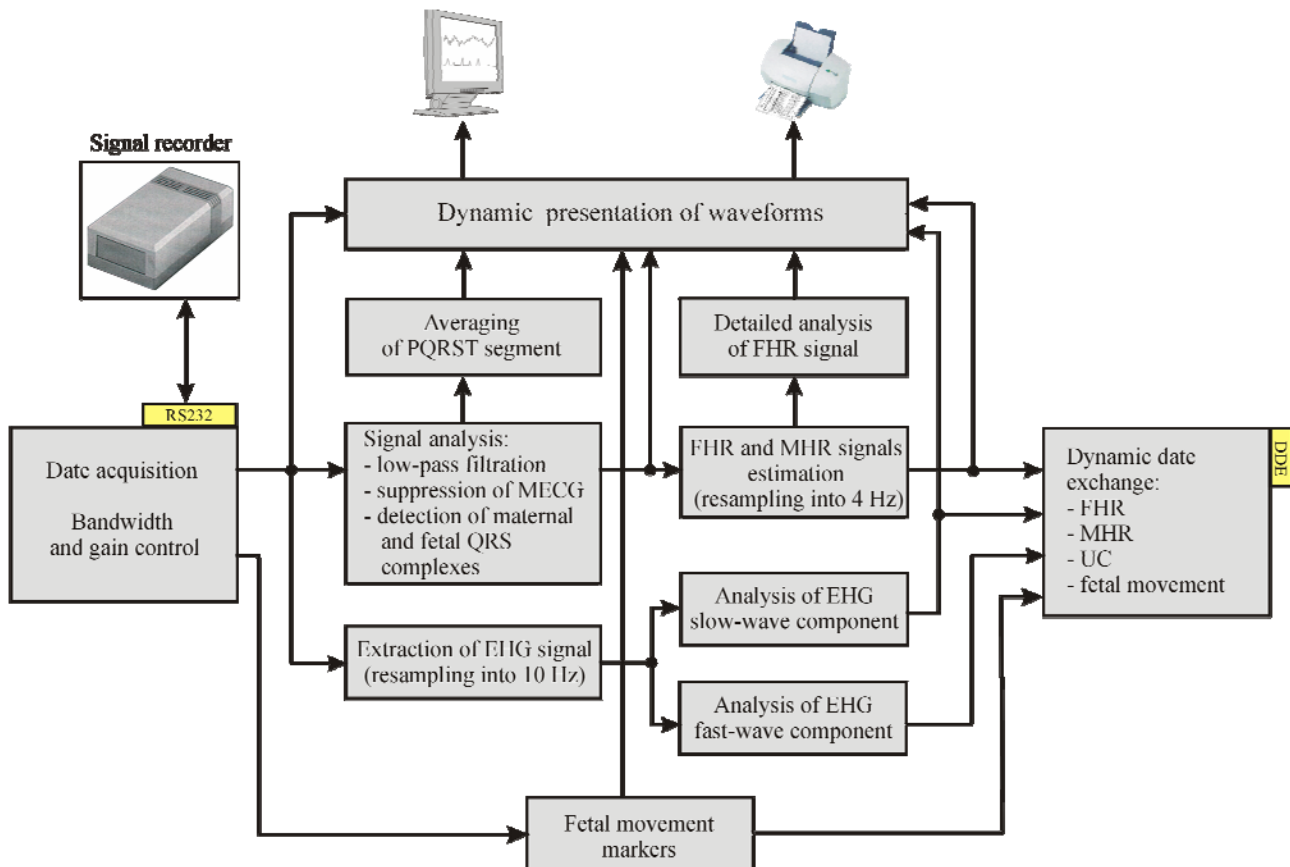 Signal recorder
Dynamic presentation of waveforms
Averaging
of PQRST segment
Detailed analysis
of FHR signal
RS232
Date acquisition
Bandwidth
and gain control
Signal analysis:
- low-pass filtration
- suppression of MECG
- detection of maternal
and fetal QRS
complexes
FHR and MHR signals
estimation
(resampling into 4 Hz)
Dynamic date
exchange:
- FHR
- MHR
- UC
- fetal movement
DDE
Extraction of EHG signal
(resampling into 10 Hz)
Analysis of EHG
slow-wave component
Analysis of EHG
fast-wave component
Fetal movement
markers